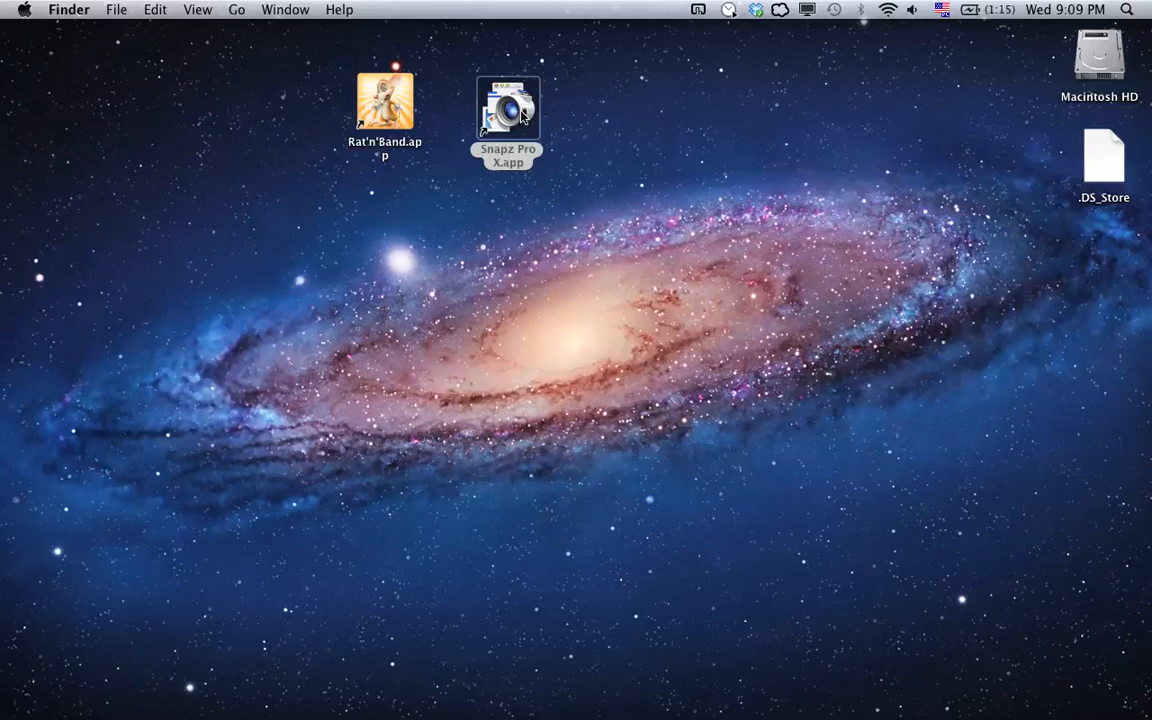 Finder File Edit View Go Window Help (1:15) Wed 9:09 PM
Macintosh HD
Rat'n'Band.ap
p
Snapz Pro
X.app
.DS_Store